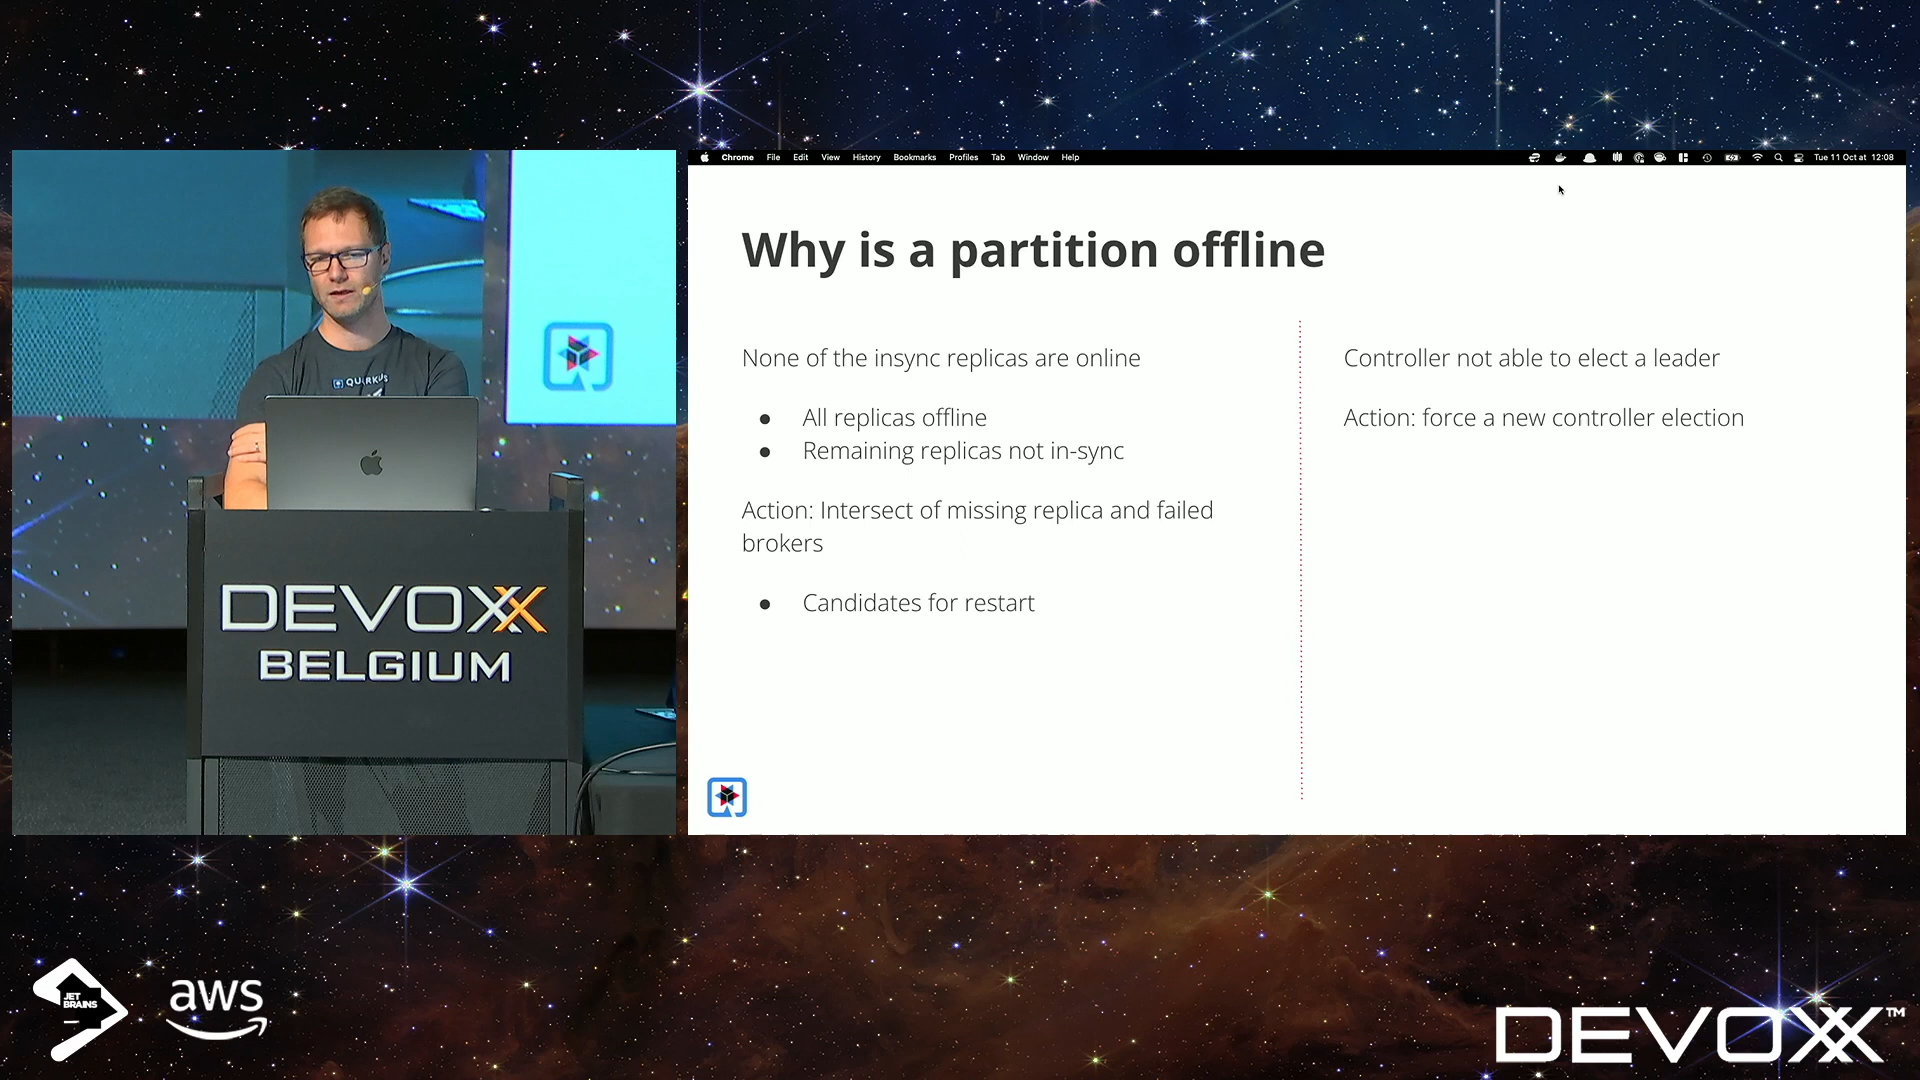 Chrome File Edit View History Bookmarks Profiles Tab Window Help
Tue 11 Oct at 12:08
Why is a partition offline
None of the insync replicas are online
● All replicas offline
● Remaining replicas not in-sync
Action: Intersect of missing replica and failed
brokers
● Candidates for restart
Controller not able to elect a leader
Action: force a new controller election
QUARKUS
DEVOXX
BELGIUM
JET
BRAINS
aws
DEVOXX™